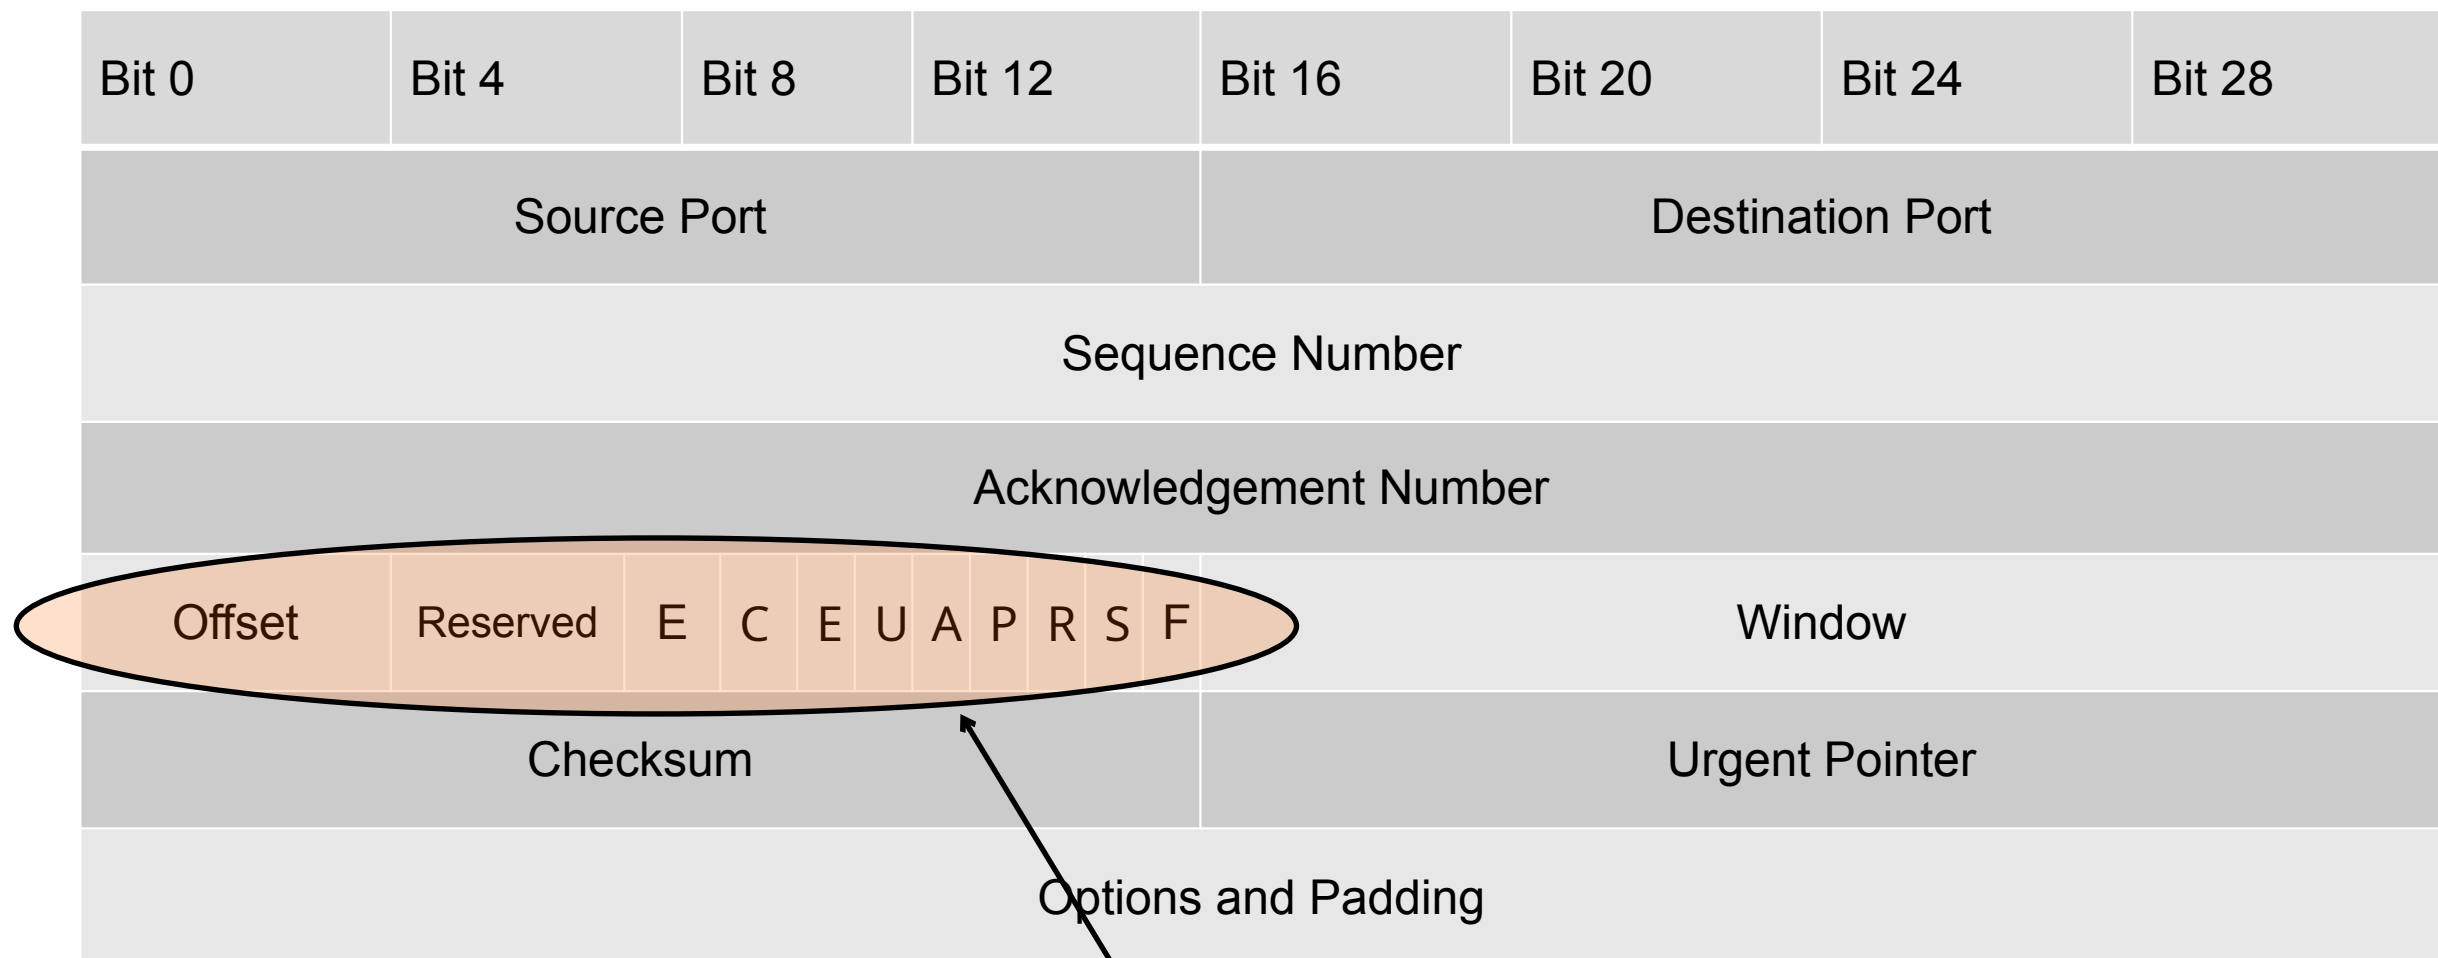 Bit 0 Bit 4 Bit 8 Bit 12 Bit 16 Bit 20 Bit 24 Bit 28
Source Port Destination Port
Sequence Number
Acknowledgement Number
Offset Reserved E C E U A P R S F Window
Checksum Urgent Pointer
Options and Padding